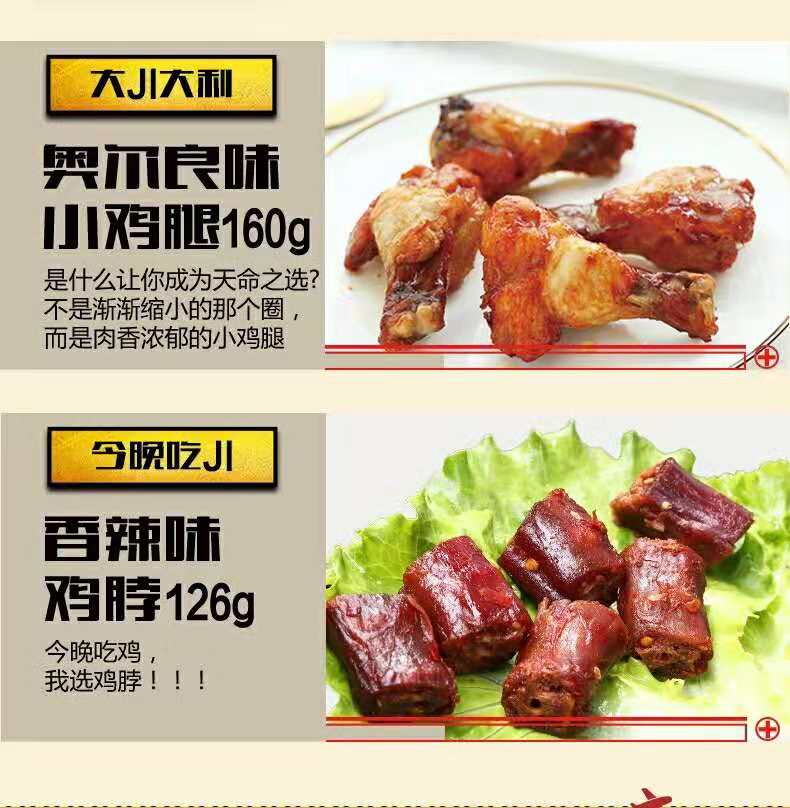 大JI大利
奥尔良味
小鸡腿160g
是什么让你成为天命之选?
不是渐渐缩小的那个圈，
而是肉香浓郁的小鸡腿
今晚吃JI
香辣味
鸡脖126g
今晚吃鸡，
我选鸡脖！！！